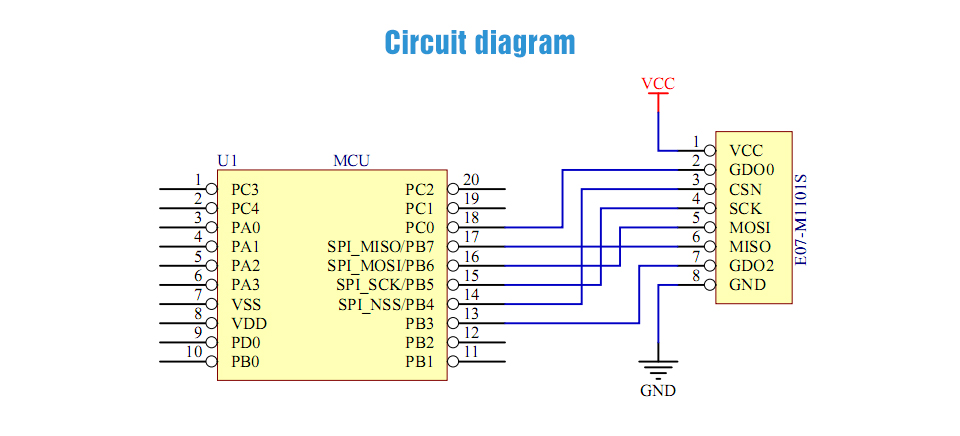 Circuit diagram
VCC
U1 MCU
1 PC3 PC2 20
2 PC4 PC1 19
3 PA0 PC0 18
4 PA1 SPI_MISO/PB7 17
5 PA2 SPI_MOSI/PB6 16
6 PA3 SPI_SCK/PB5 15
7 VSS SPI_NSS/PB4 14
8 VDD PB3 13
9 PD0 PB2 12
10 PB0 PB1 11
1 VCC
2 GDO0
3 CSN
4 SCK
5 MOSI
6 MISO
7 GDO2
8 GND
E07-M1101S
GND